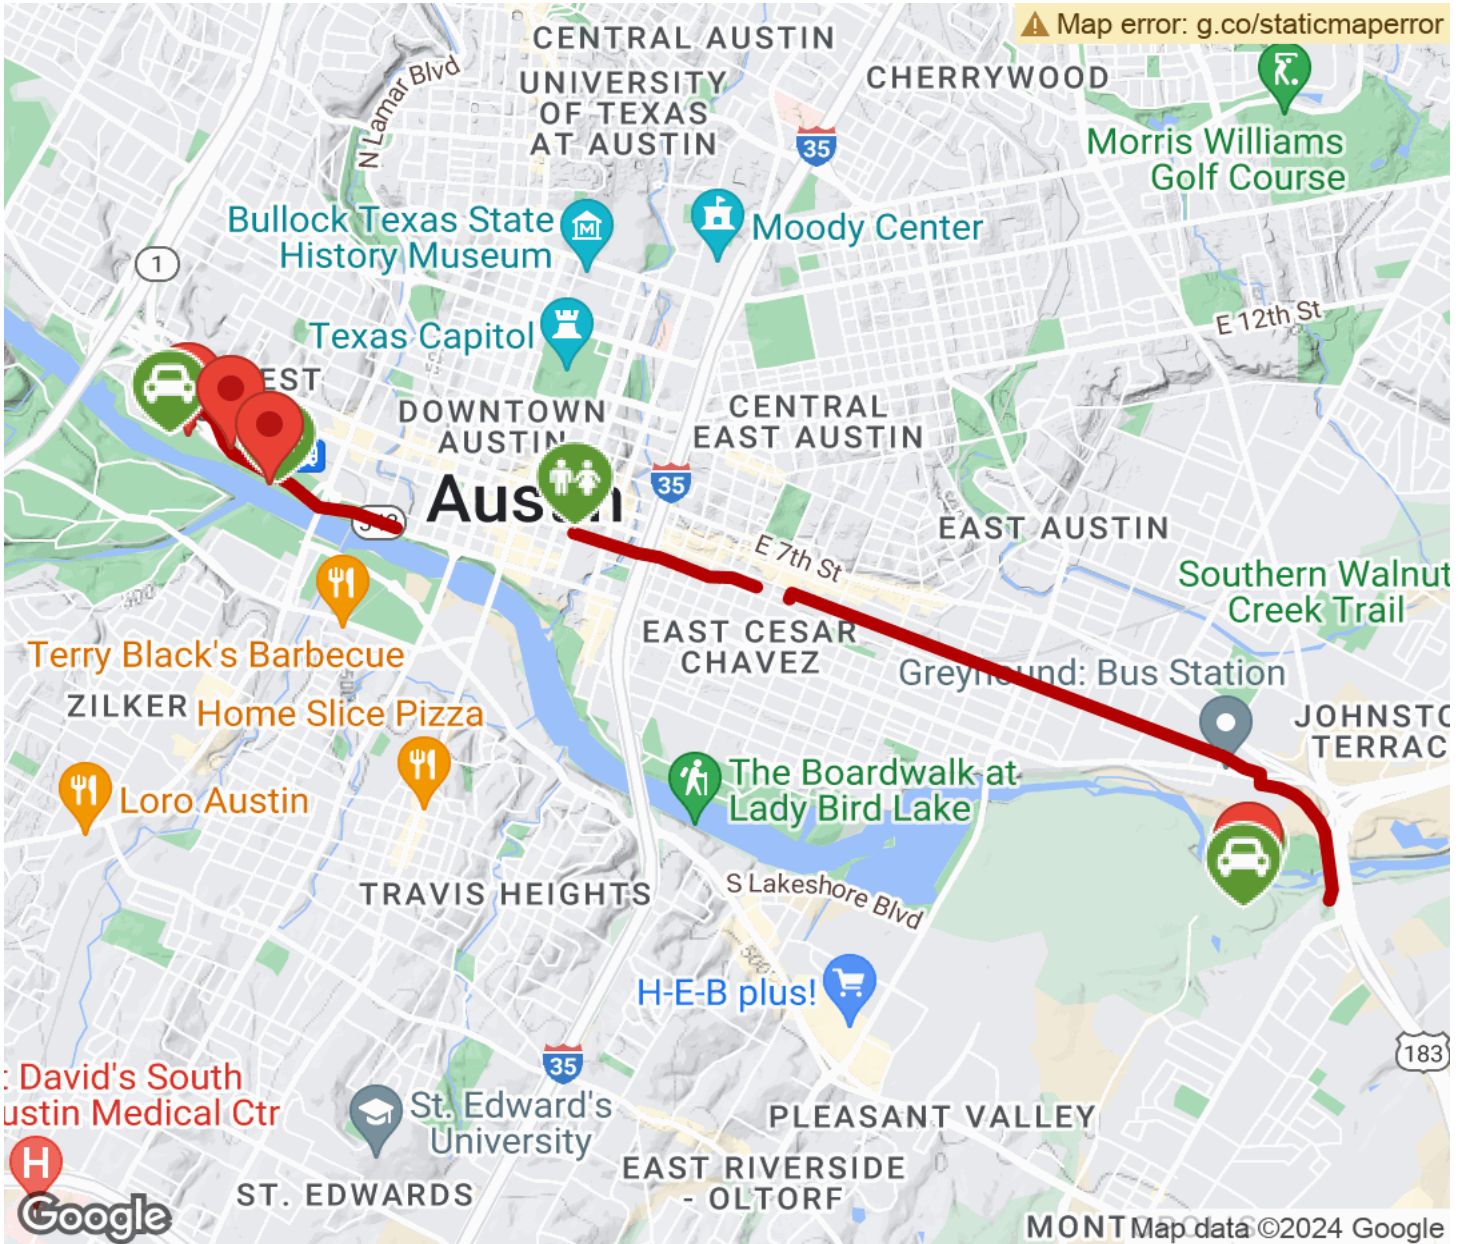 Map error: g.co/staticmaperror
CENTRAL AUSTIN
UNIVERSITY
OF TEXAS
AT AUSTIN
CHERRYWOOD
N Lamar Blvd
35
Morris Williams
Golf Course
Bullock Texas State
History Museum
Moody Center
1
Texas Capitol
E 12th St
EST
DOWNTOWN
AUSTIN
CENTRAL
EAST AUSTIN
35
EAST AUSTIN
E 7th St
Southern Walnut
Creek Trail
Terry Black's Barbecue
EAST CESAR
CHAVEZ
Greyhound: Bus Station
ZILKER
Home Slice Pizza
JOHNSTO
TERRAC
Loro Austin
The Boardwalk at
Lady Bird Lake
TRAVIS HEIGHTS
S Lakeshore Blvd
H-E-B plus!
35
183
David's South
ustin Medical Ctr
H
St. Edward's
University
PLEASANT VALLEY
EAST RIVERSIDE
- OLTORF
ST. EDWARDS
Google
MONT
Map data ©2024 Google